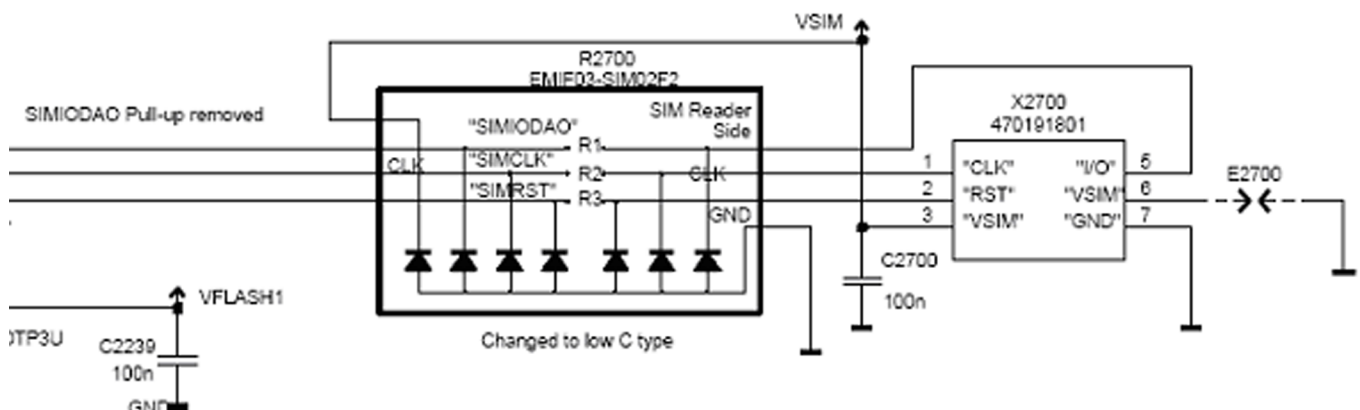 VSIM
R2700
EMIF03-SIM02F2
SIMIODAO Pull-up removed
SIM Reader
Side
X2700
470191801
"SIMIODAO"
R1
CLK
"SIMCLK"
R2
CLK
"SIMRST"
R3
GND
1
"CLK"
"I/O"
5
2
"RST"
"VSIM"
6
3
"VSIM"
"GND"
7
E2700
C2700
100n
VFLASH1
OTP3U
C2239
100n
GND
Changed to low C type